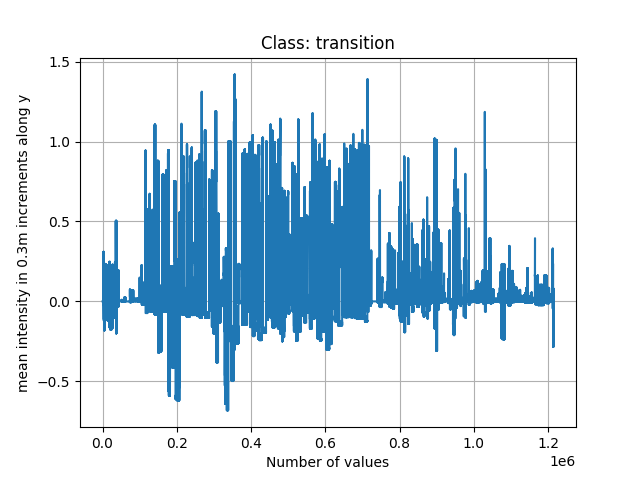 Class: transition
mean intensity in 0.3m increments along y
1.5
1.0
0.5
0.0
−0.5
0.0 0.2 0.4 0.6 0.8 1.0 1.2
1e6
Number of values